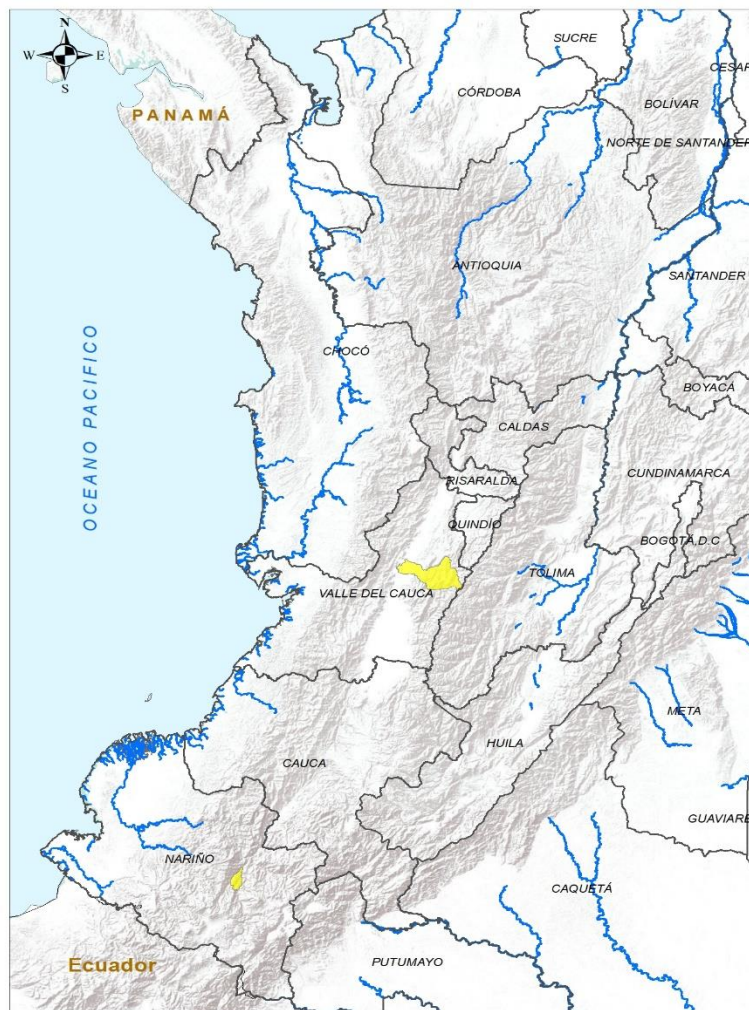 N
W E
S
PANAMÁ
SUCRE
CESAR
CÓRDOBA
BOLÍVAR
NORTE DE SANTANDER
ANTIOQUIA
SANTANDER
OCEANO PACIFICO
CHOCÓ
BOYACÁ
CALDAS
CUNDINAMARCA
RISARALDA
QUINDÍO
BOGOTÁ,D.C
TOLIMA
VALLE DEL CAUCA
META
HUILA
CAUCA
GUAVIARE
NARIÑO
CAQUETÁ
Ecuador
PUTUMAYO